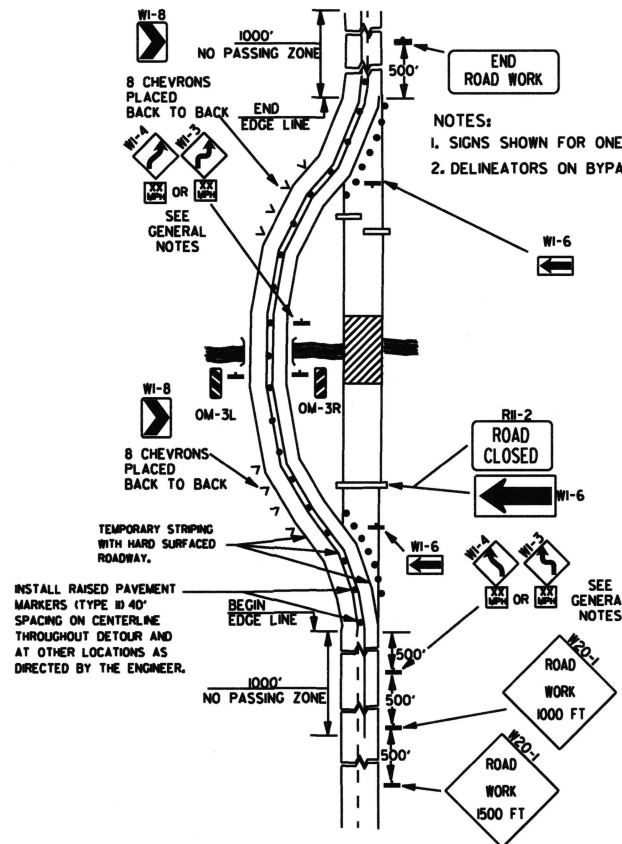 W1-8
1000'
NO PASSING ZONE
500'
END
ROAD WORK
8 CHEVRONS
PLACED
BACK TO BACK
END
EDGE LINE
NOTES:
1. SIGNS SHOWN FOR ONE
2. DELINEATORS ON BYPA
W1-4
W1-3
XX
MPH
OR
XX
MPH
SEE
GENERAL
NOTES
W1-6
W1-8
OM-3L
OM-3R
R11-2
ROAD
CLOSED
W1-6
8 CHEVRONS
PLACED
BACK TO BACK
TEMPORARY STRIPING
WITH HARD SURFACED
ROADWAY.
W1-6
W1-4
W1-3
XX
MPH
OR
XX
MPH
SEE
GENERA
NOTES
INSTALL RAISED PAVEMENT
MARKERS (TYPE II) 40'
SPACING ON CENTERLINE
THROUGHOUT DETOUR AND
AT OTHER LOCATIONS AS
DIRECTED BY THE ENGINEER.
BEGIN
EDGE LINE
1000'
NO PASSING ZONE
500'
500'
500'
W20-1
ROAD
WORK
1000 FT
W20-1
ROAD
WORK
1500 FT